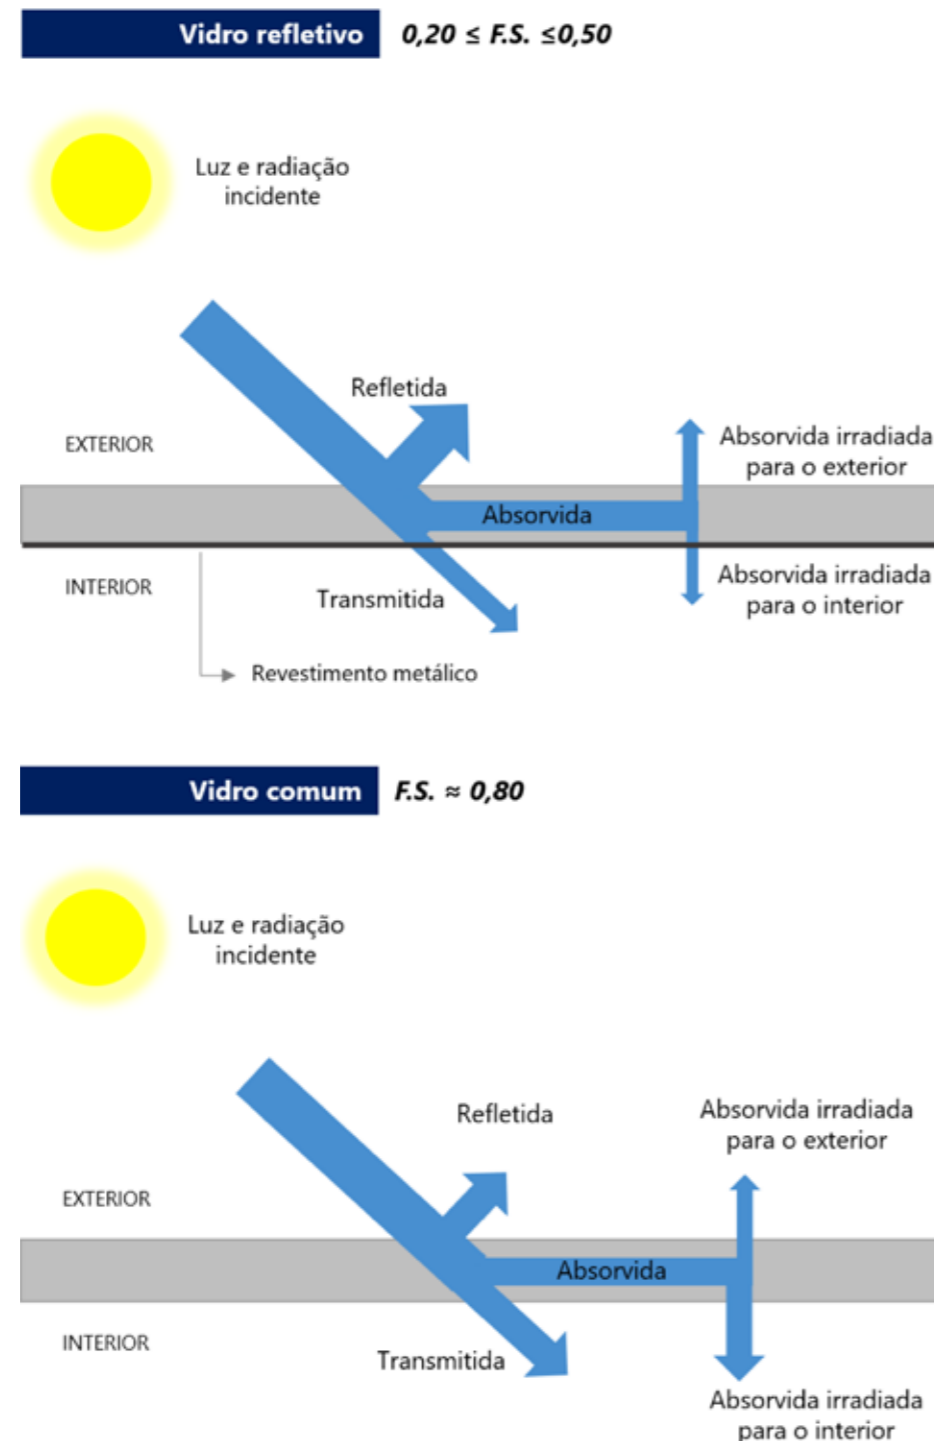 Vidro refletivo 0,20 ≤ F.S. ≤0,50
Luz e radiação
incidente
Refletida
EXTERIOR
Absorvida irradiada
para o exterior
Absorvida
INTERIOR
Transmitida
Absorvida irradiada
para o interior
Revestimento metálico
Vidro comum F.S. ≈ 0,80
Luz e radiação
incidente
Refletida
Absorvida irradiada
para o exterior
EXTERIOR
Absorvida
INTERIOR
Transmitida
Absorvida irradiada
para o interior